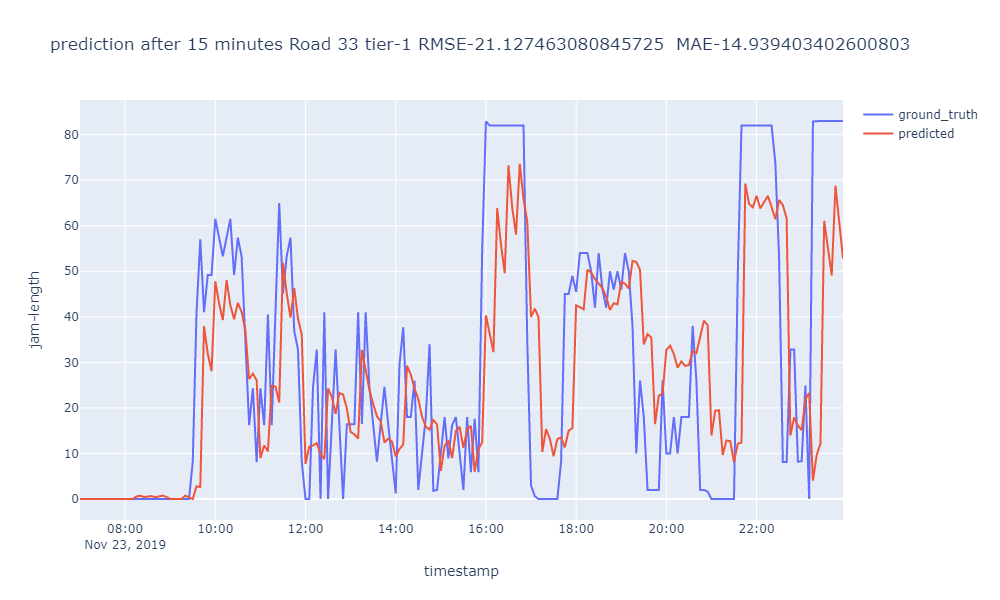 prediction after 15 minutes Road 33 tier-1 RMSE-21.127463080845725  MAE-14.939403402600803
ground_truth
predicted
80
70
60
50
40
30
20
10
0
jam-length
08:00 10:00 12:00 14:00 16:00 18:00 20:00 22:00
Nov 23, 2019
timestamp